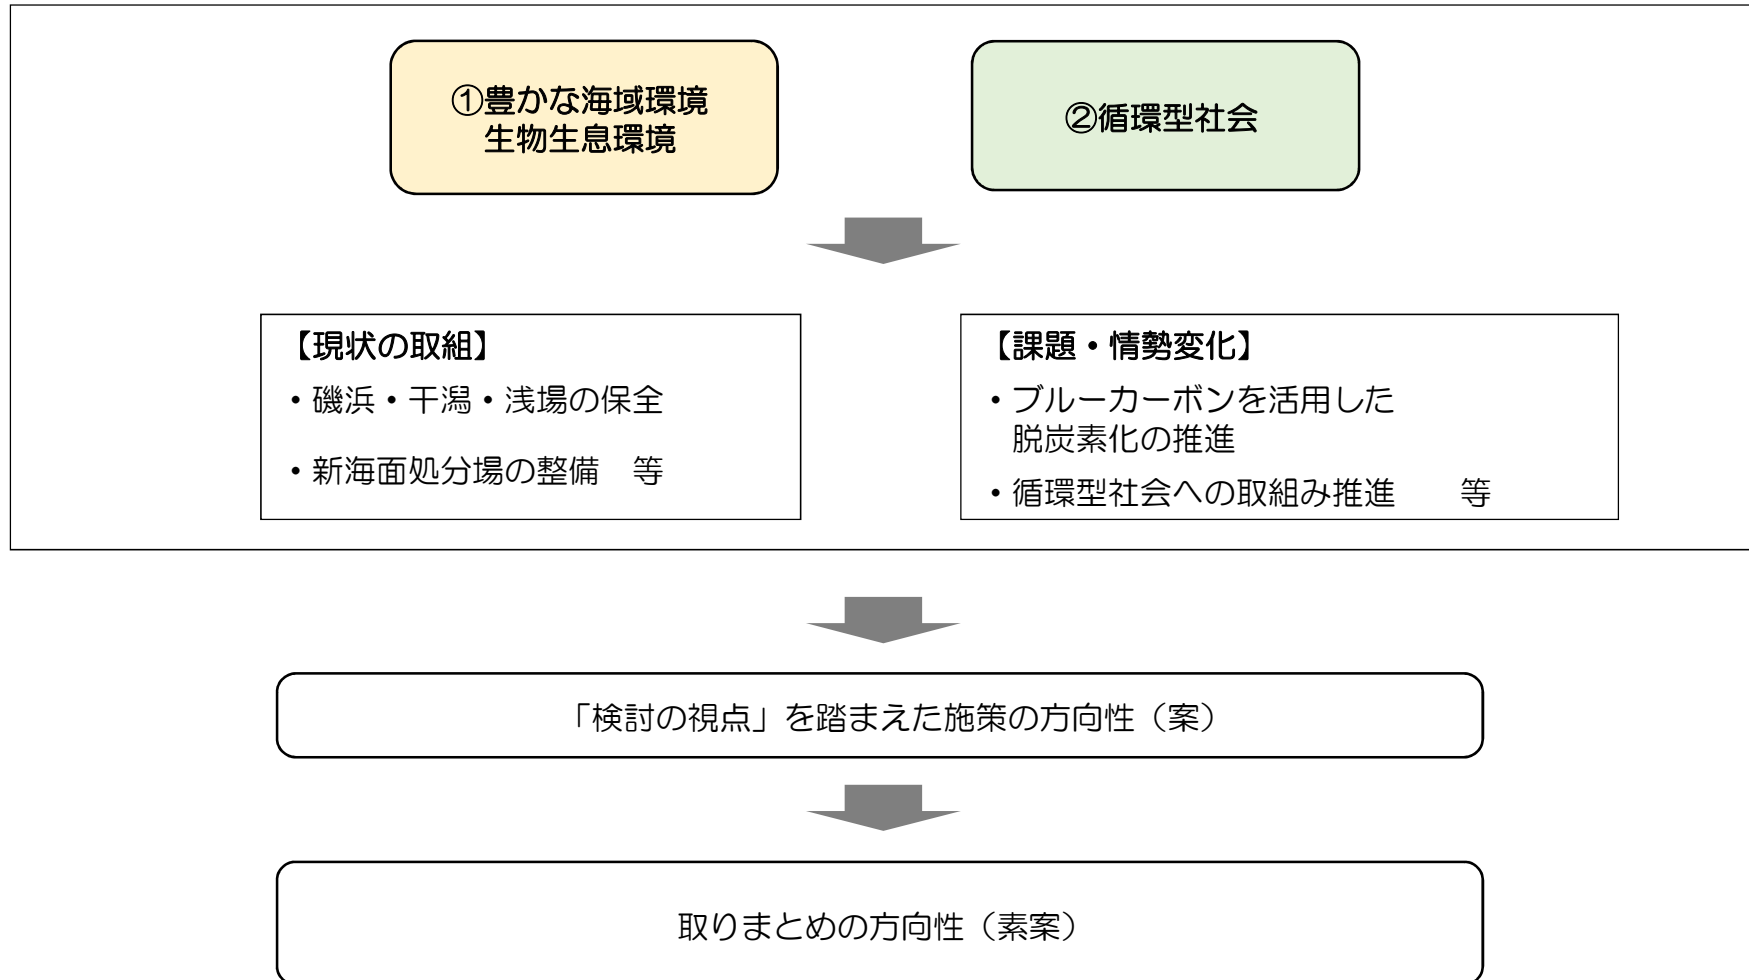 ①豊かな海域環境
生物生息環境
②循環型社会
【現状の取組】
・磯浜・干潟・浅場の保全
・新海面処分場の整備　等
【課題・情勢変化】
・ブルーカーボンを活用した
脱炭素化の推進
・循環型社会への取組み推進　　等
「検討の視点」を踏まえた施策の方向性（案）
取りまとめの方向性（素案）